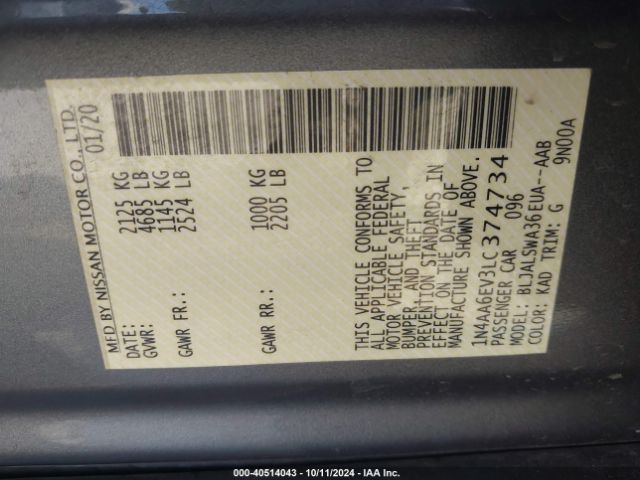 MFD BY NISSAN MOTOR CO., LTD.
DATE: 01/20
GVWR: 2125 KG
4685 LB
GAWR FR.: 1145 KG
2524 LB
GAWR RR.: 1000 KG
2205 LB
THIS VEHICLE CONFORMS TO
ALL APPLICABLE FEDERAL
MOTOR VEHICLE SAFETY,
BUMPER, AND THEFT
PREVENTION STANDARDS IN
EFFECT ON THE DATE OF
MANUFACTURE SHOWN ABOVE.
1N4AA6EV3LC374734
PASSENGER CAR 096
MODEL: BLJALSWA36EUA--AAB
COLOR: KAD TRIM: G 9N00A
000-40514043 - 10/11/2024 - IAA Inc.